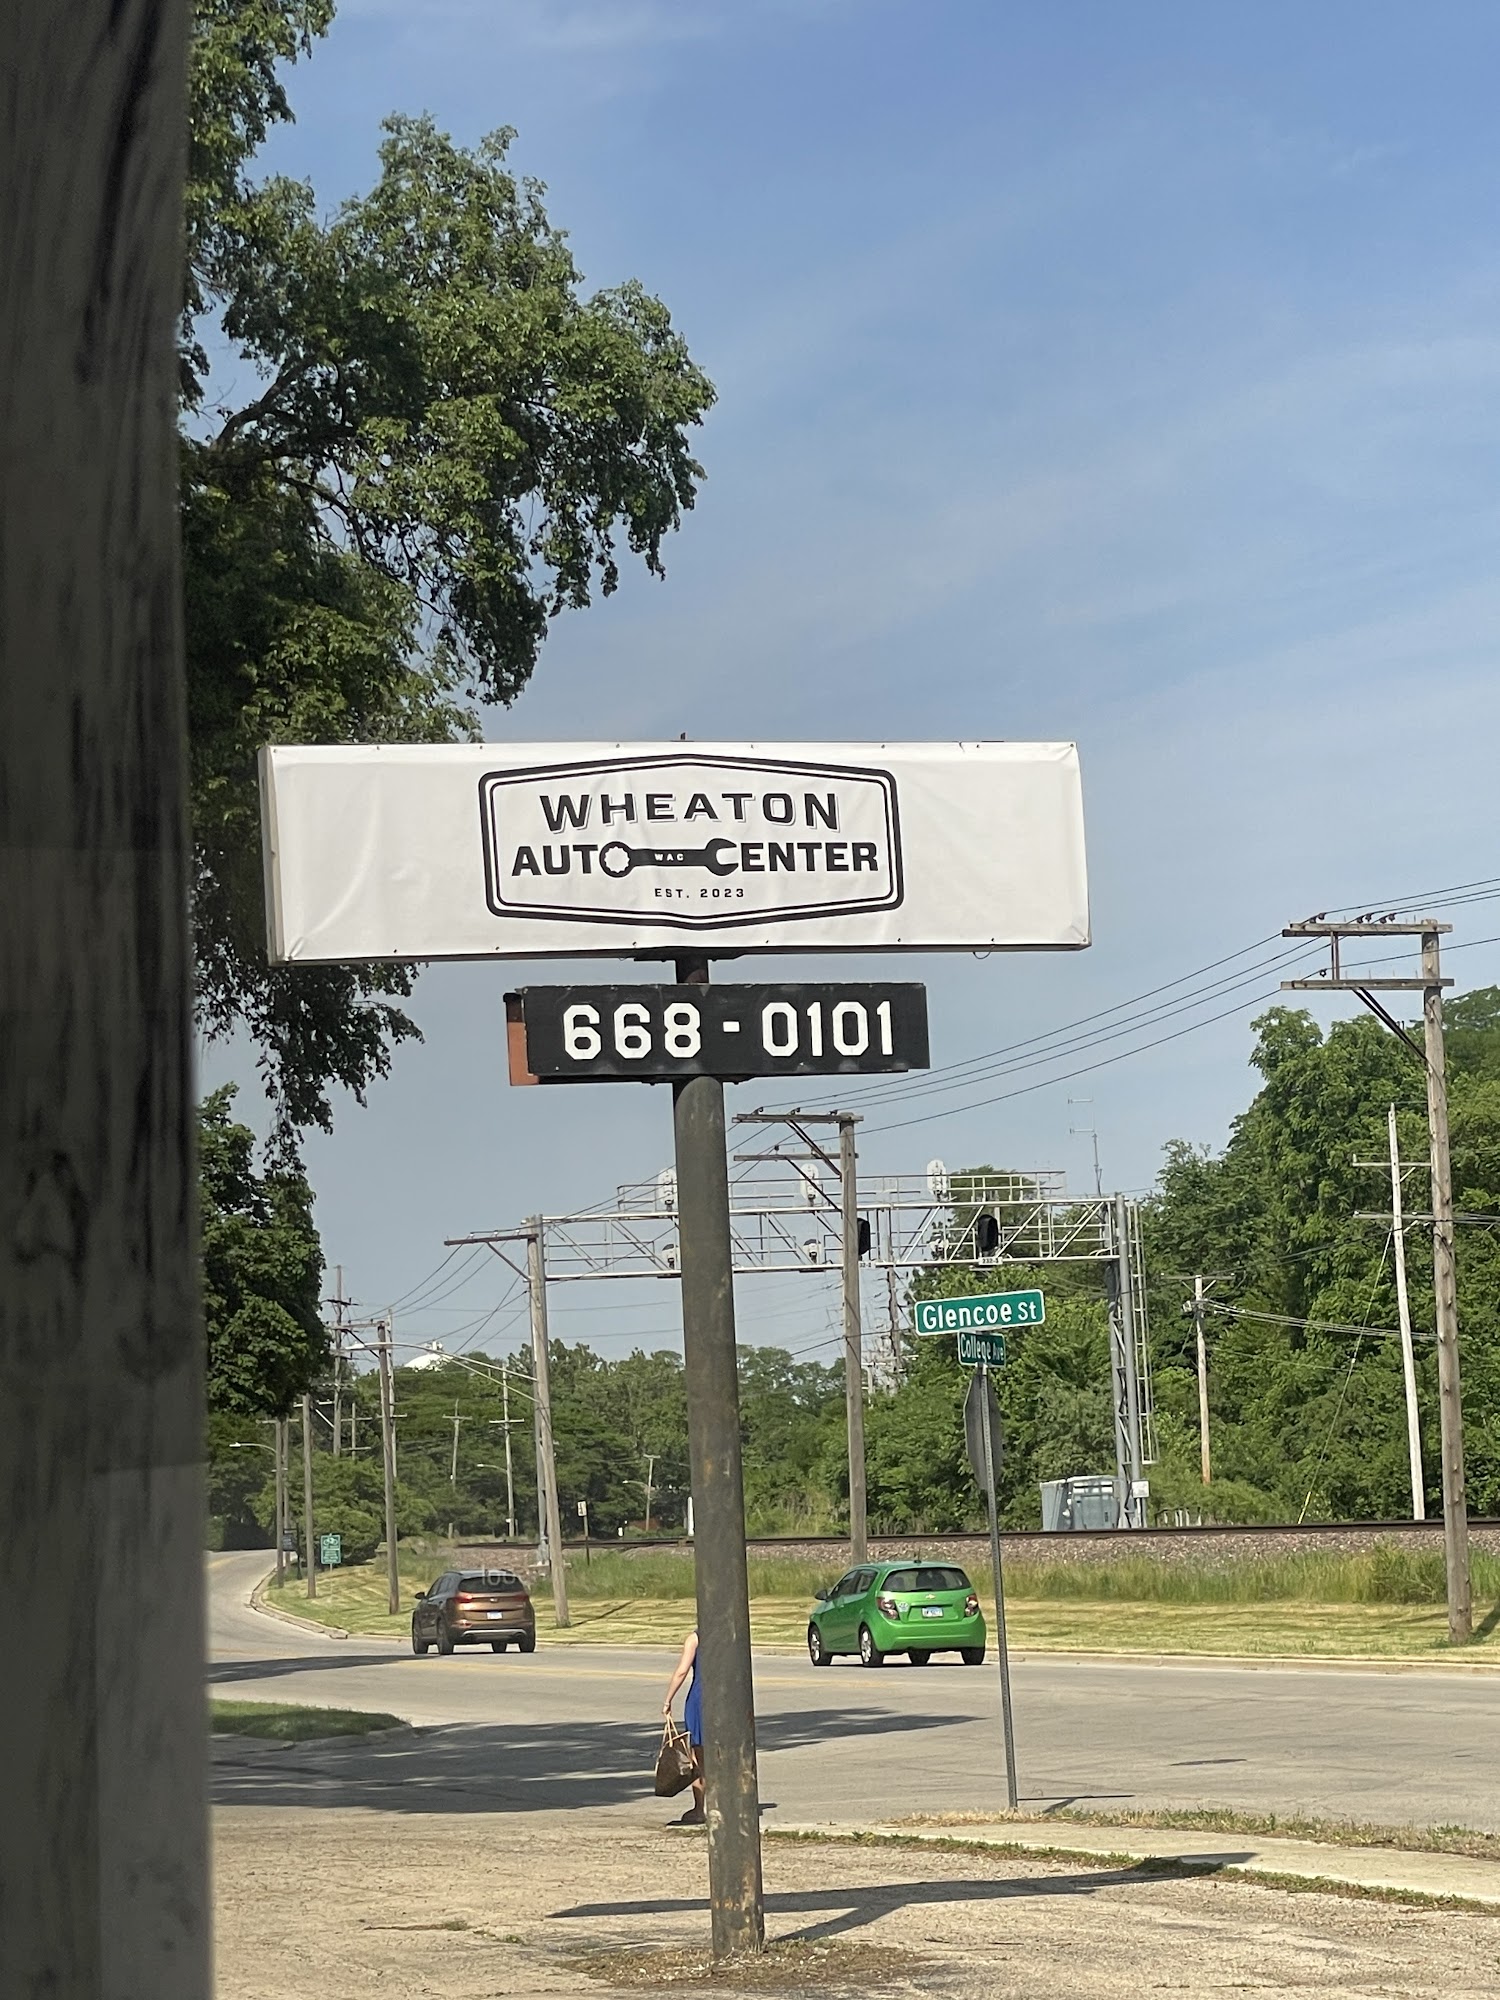 WHEATON
AUTO CENTER
WAC
EST. 2023
668-0101
Glencoe St
College Ave